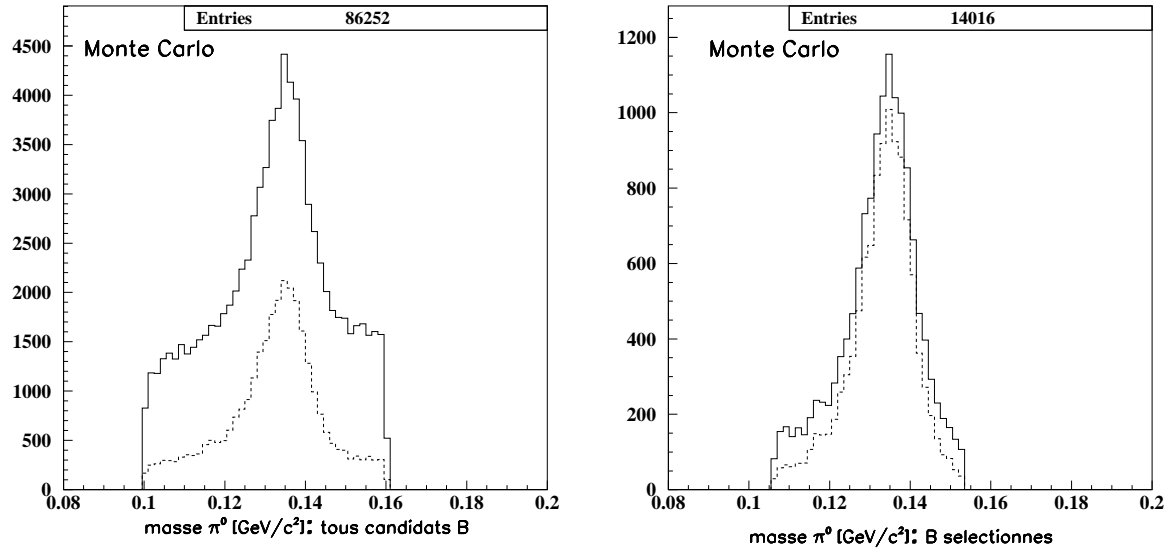 Entries 86252
Monte Carlo
4500
4000
3500
3000
2500
2000
1500
1000
500
0
0.08 0.1 0.12 0.14 0.16 0.18 0.2
masse π⁰ [GeV/c²]: tous candidats B
Entries 14016
Monte Carlo
1200
1000
800
600
400
200
0
0.08 0.1 0.12 0.14 0.16 0.18 0.2
masse π⁰ [GeV/c²]: B selectionnes